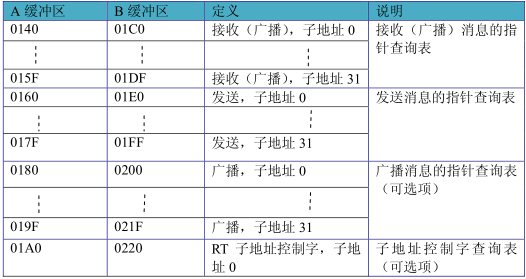 A 缓冲区 B 缓冲区 定义 说明
0140 01C0 接收（广播），子地址 0 接收（广播）消息的指
针查询表
015F 01DF 接收（广播），子地址 31
0160 01E0 发送，子地址 0 发送消息的指针查询表
017F 01FF 发送，子地址 31
0180 0200 广播，子地址 0 广播消息的指针查询表
（可选项）
019F 021F 广播，子地址 31
01A0 0220 RT 子地址控制字，子地 子地址控制字查询表
址 0 （可选项）